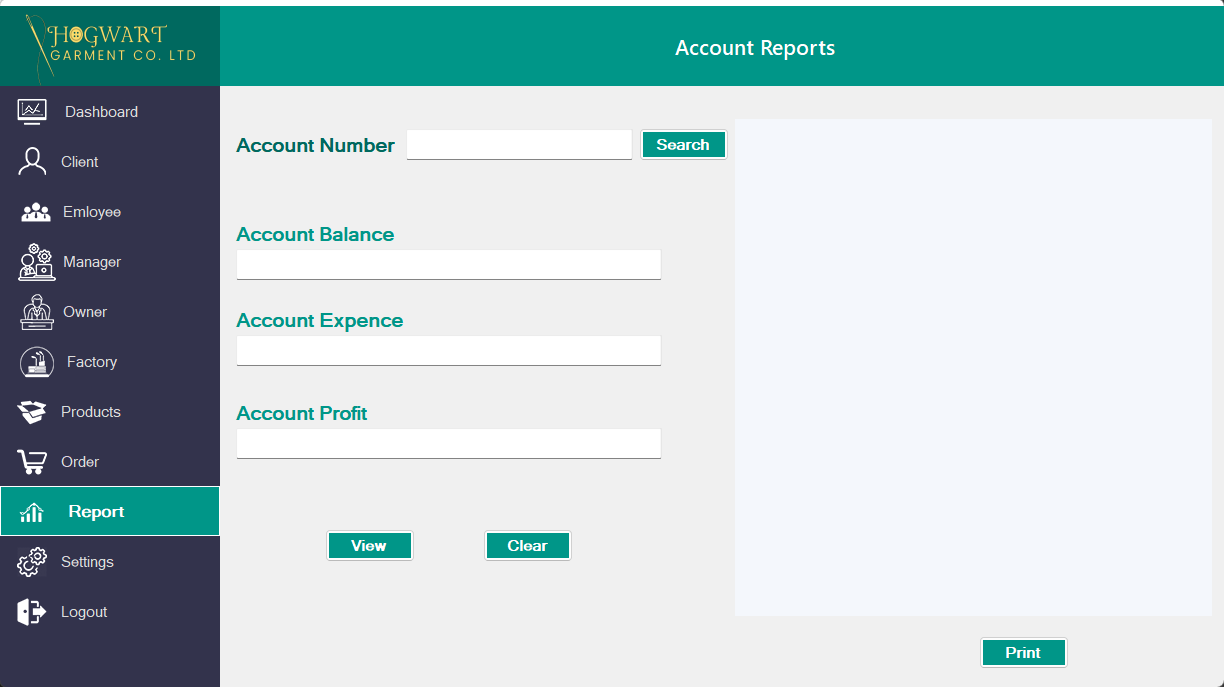 HOGWART
GARMENT CO. LTD
Account Reports
Dashboard
Client
Emloyee
Manager
Owner
Factory
Products
Order
Report
Settings
Logout
Account Number
Search
Account Balance
Account Expence
Account Profit
View
Clear
Print